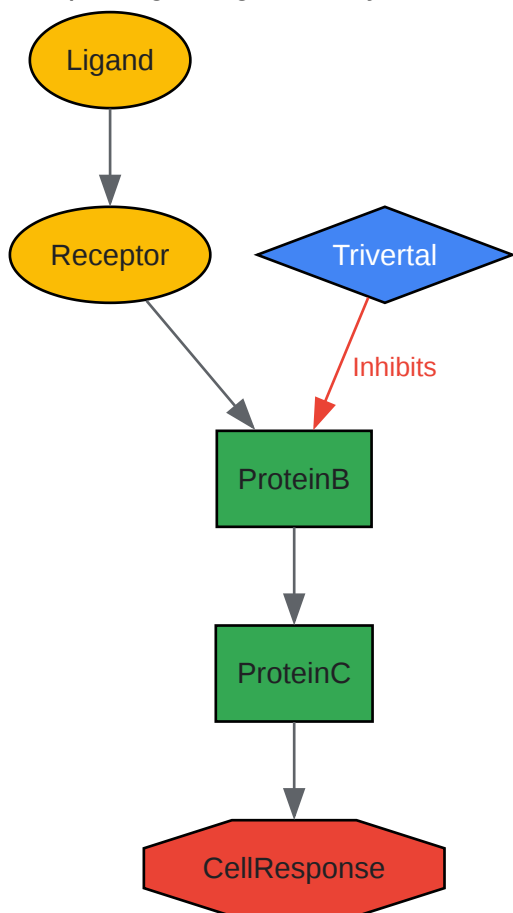 Ligand
Receptor
Trivertal
Inhibits
ProteinB
ProteinC
CellResponse